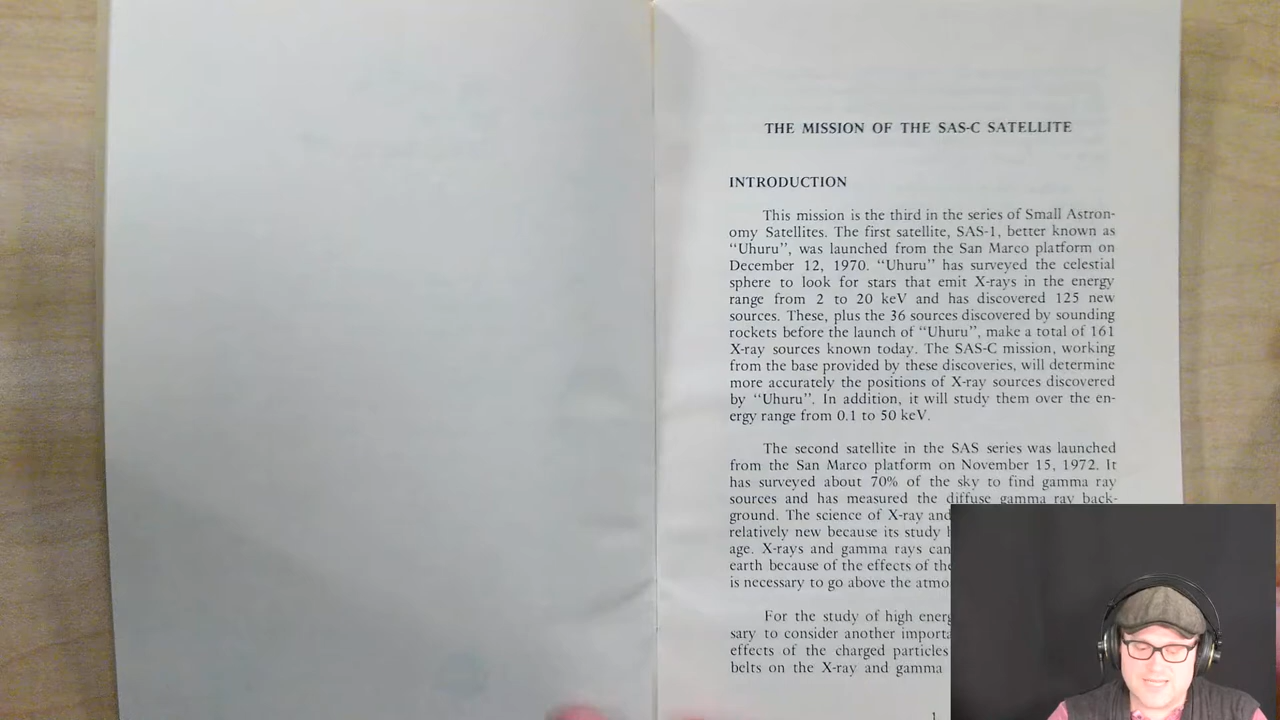 THE MISSION OF THE SAS-C SATELLITE
INTRODUCTION
This mission is the third in the series of Small Astron-
omy Satellites. The first satellite, SAS-1, better known as
“Uhuru”, was launched from the San Marco platform on
December 12, 1970. “Uhuru” has surveyed the celestial
sphere to look for stars that emit X-rays in the energy
range from 2 to 20 keV and has discovered 125 new
sources. These, plus the 36 sources discovered by sounding
rockets before the launch of “Uhuru”, make a total of 161
X-ray sources known today. The SAS-C mission, working
from the base provided by these discoveries, will determine
more accurately the positions of X-ray sources discovered
by “Uhuru”. In addition, it will study them over the en-
ergy range from 0.1 to 50 keV.
The second satellite in the SAS series was launched
from the San Marco platform on November 15, 1972. It
has surveyed about 70% of the sky to find gamma ray
sources and has measured the diffuse gamma ray back-
ground. The science of X-ray and
relatively new because its study
age. X-rays and gamma rays can
earth because of the effects of the
is necessary to go above the atmo
For the study of high energ
sary to consider another importa
effects of the charged particles
belts on the X-ray and gamma
1